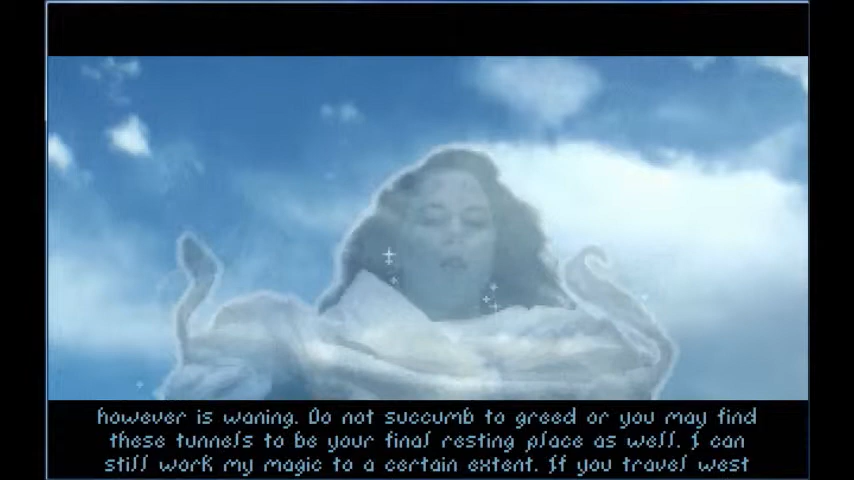 however is waning. Do not succumb to greed or you may find
these tunnels to be your final resting place as well. I can
still work my magic to a certain extent. If you travel west